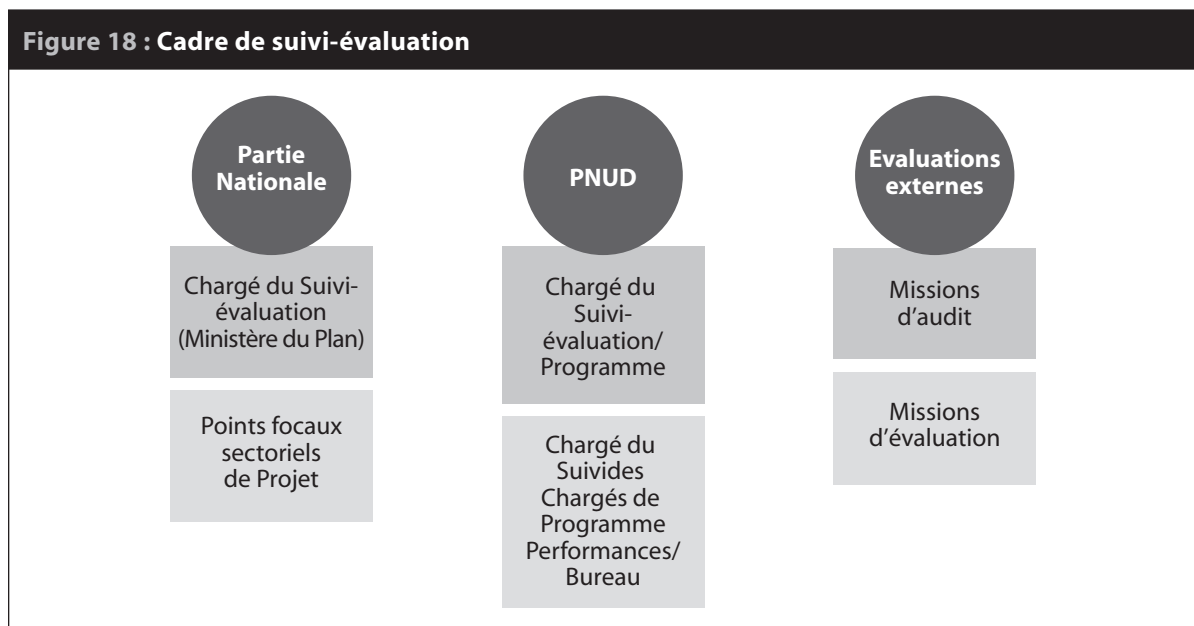 Figure 18 : Cadre de suivi-évaluation
Partie
Nationale
Chargé du Suivi-
évaluation
(Ministère du Plan)
Points focaux
sectoriels
de Projet
PNUD
Chargé du
Suivi-
évaluation/
Programme
Chargé du
Suivides
Chargés de
Programme
Performances/
Bureau
Evaluations
externes
Missions
d’audit
Missions
d’évaluation